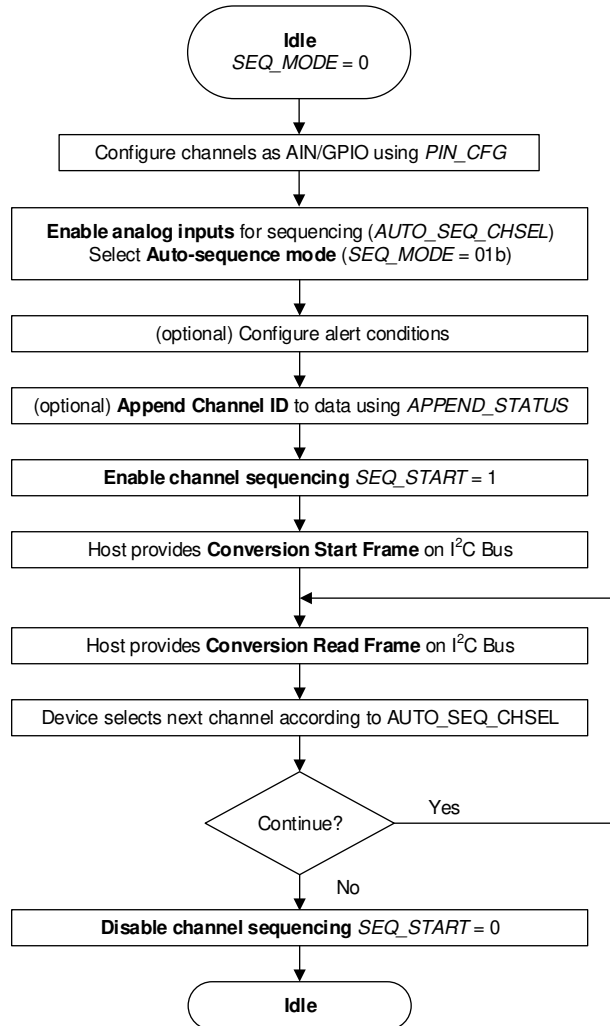 Idle
SEQ_MODE = 0
Configure channels as AIN/GPIO using PIN_CFG
Enable analog inputs for sequencing (AUTO_SEQ_CHSEL)
Select Auto-sequence mode (SEQ_MODE = 01b)
(optional) Configure alert conditions
(optional) Append Channel ID to data using APPEND_STATUS
Enable channel sequencing SEQ_START = 1
Host provides Conversion Start Frame on I²C Bus
Host provides Conversion Read Frame on I²C Bus
Device selects next channel according to AUTO_SEQ_CHSEL
Continue?
Yes
No
Disable channel sequencing SEQ_START = 0
Idle